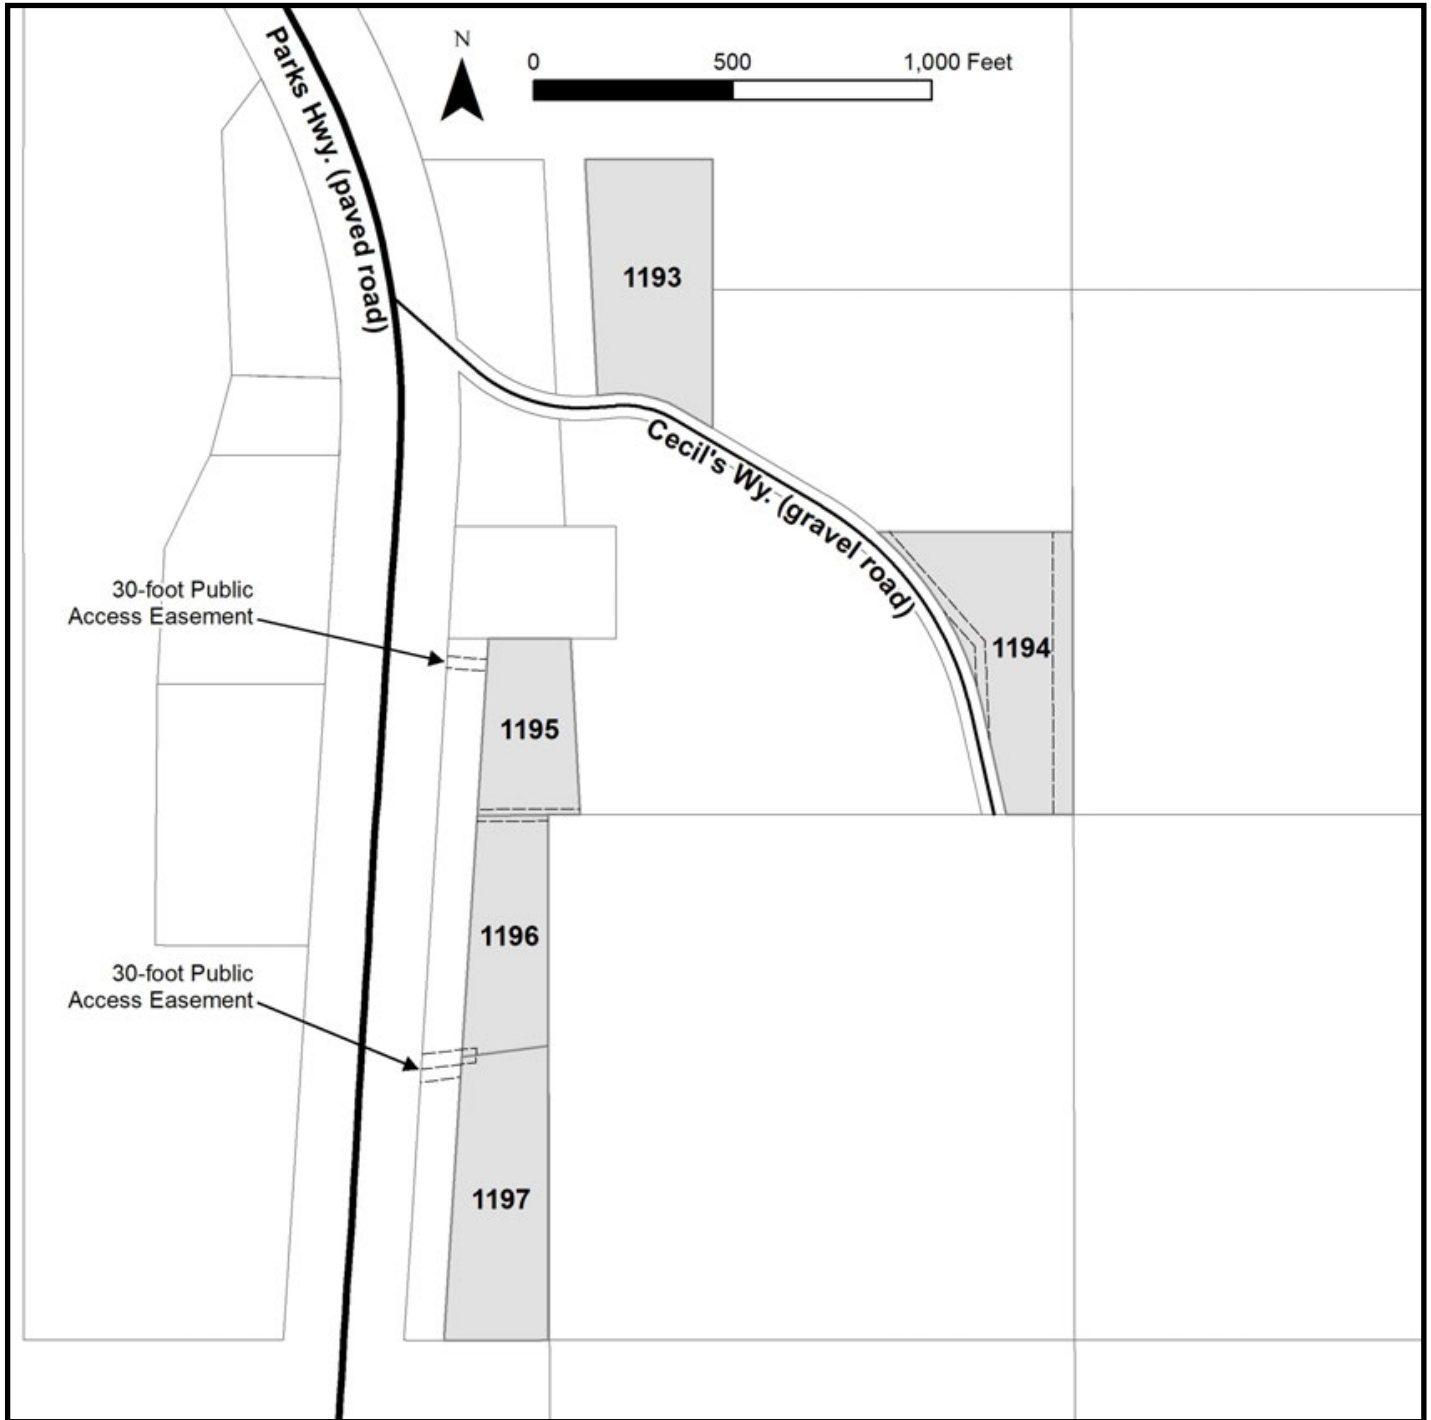 Parks Hwy. (paved road)
N
0 500 1,000 Feet
1193
Cecil's Wy. (gravel road)
30-foot Public
Access Easement
1194
1195
1196
30-foot Public
Access Easement
1197